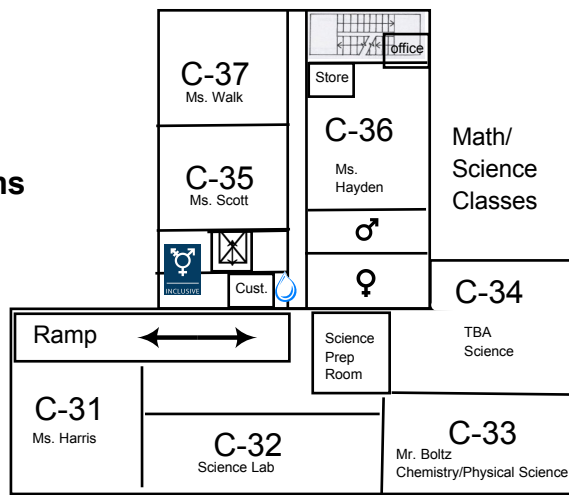 office
C-37
Ms. Walk
Store
C-36
Ms.
Hayden
Math/
Science
Classes
ns
C-35
Ms. Scott
INCLUSIVE
Cust.
C-34
TBA
Science
Ramp
Science
Prep
Room
C-31
Ms. Harris
C-32
Science Lab
C-33
Mr. Boltz
Chemistry/Physical Science